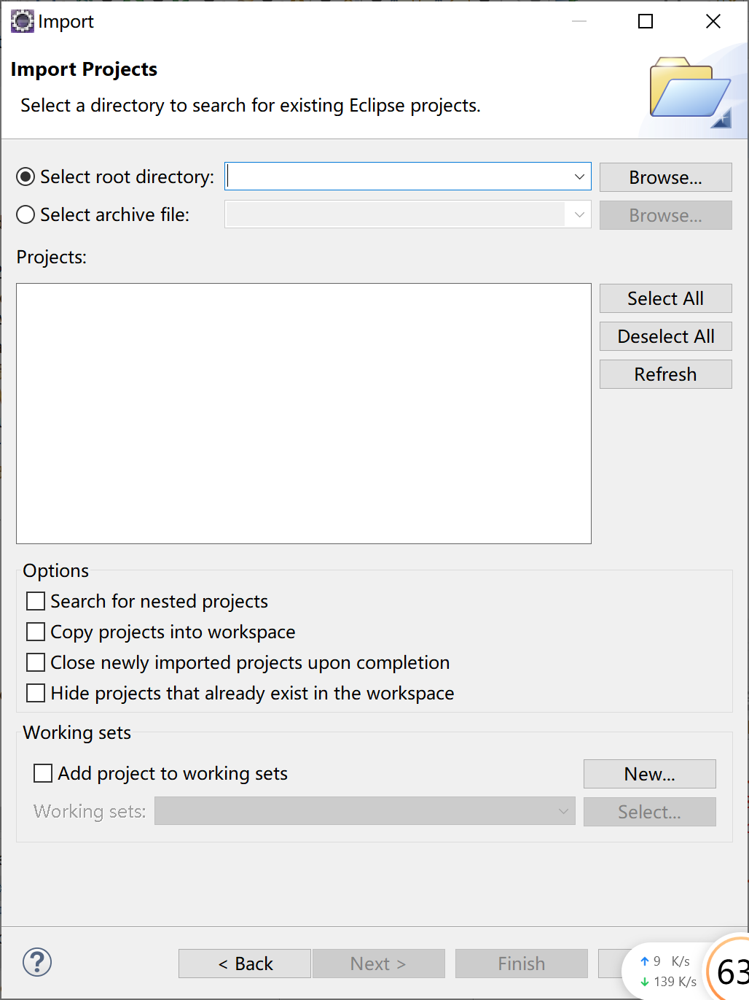 Import
Import Projects
Select a directory to search for existing Eclipse projects.
Select root directory:
Browse...
Select archive file:
Browse...
Projects:
Select All
Deselect All
Refresh
Options
Search for nested projects
Copy projects into workspace
Close newly imported projects upon completion
Hide projects that already exist in the workspace
Working sets
Add project to working sets
New...
Working sets:
Select...
?
< Back
Next >
Finish
↑ 9 K/s
↓ 139 K/s
63